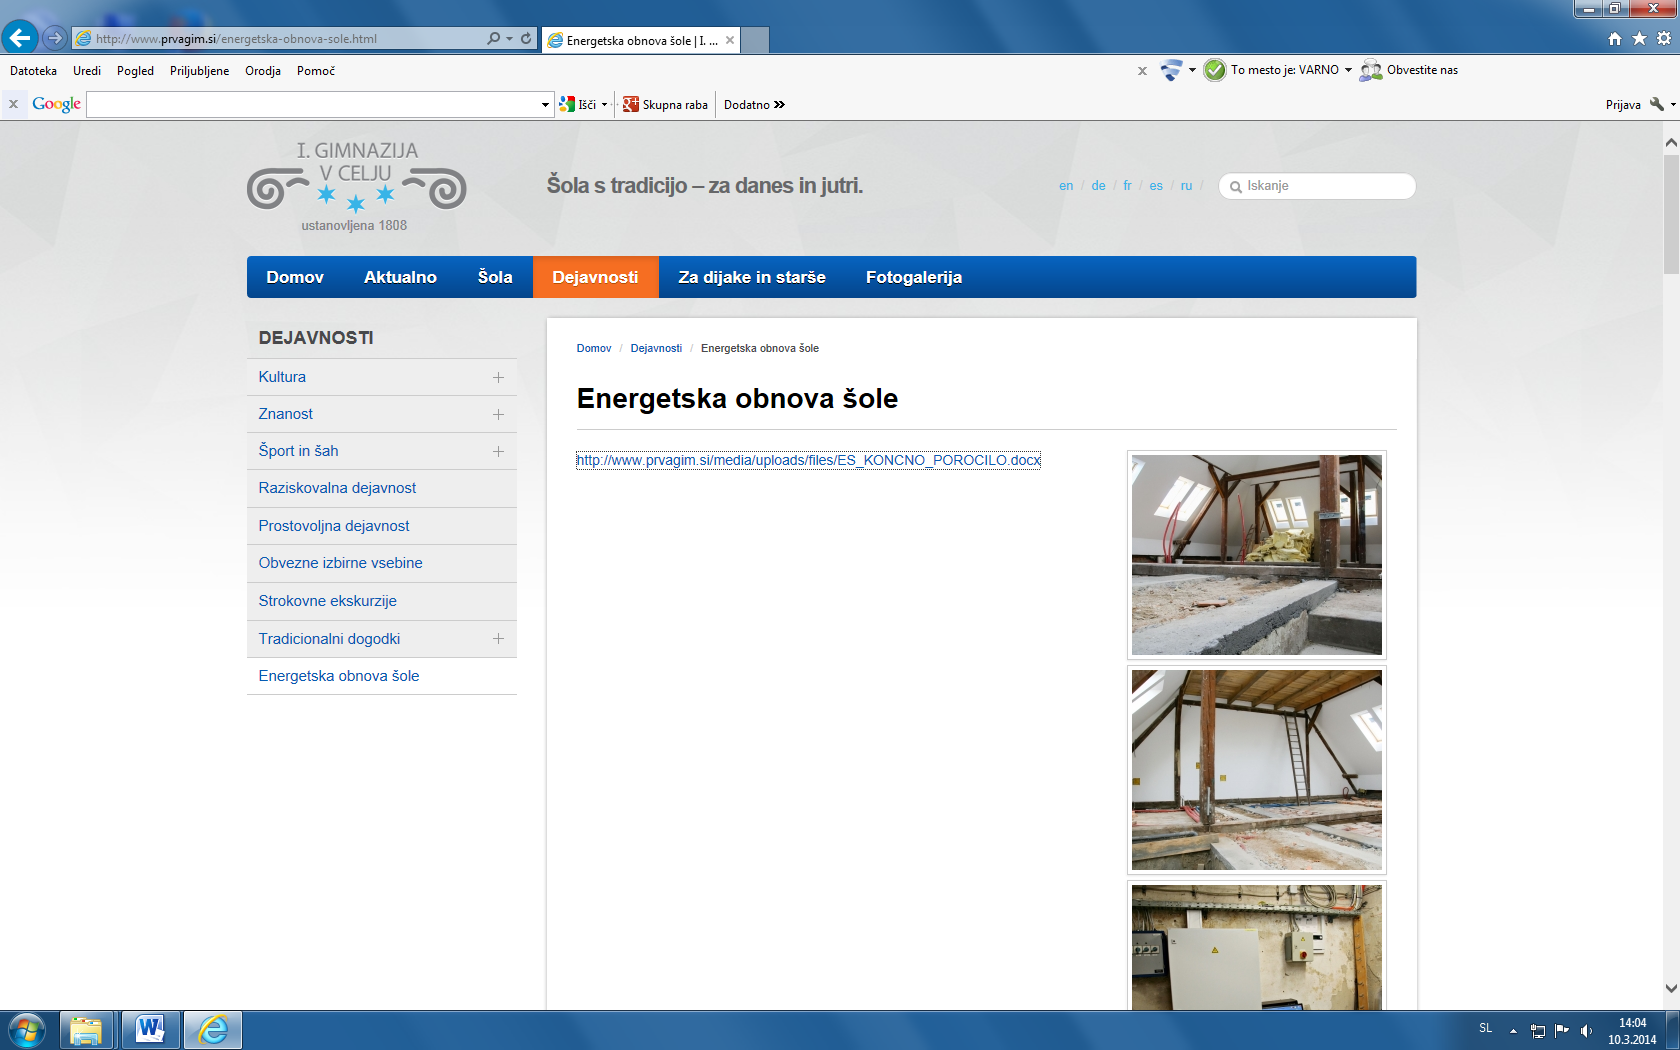 http://www.prvagim.si/energetska-obnova-sole.html
Energetska obnova šole | I. ...
Datoteka Uredi Pogled Priljubljene Orodja Pomoč
x To mesto je: VARNO Obvestite nas
x Google Išči Skupna raba Dodatno Prijava
I. GIMNAZIJA
V CELJU
ustanovljena 1808
Šola s tradicijo – za danes in jutri.
en / de / fr / es / ru /
Iskanje
Domov Aktualno Šola Dejavnosti Za dijake in starše Fotogalerija
DEJAVNOSTI
Kultura
Znanost
Šport in šah
Raziskovalna dejavnost
Prostovoljna dejavnost
Obvezne izbirne vsebine
Strokovne ekskurzije
Tradicionalni dogodki
Energetska obnova šole
Domov / Dejavnosti / Energetska obnova šole
Energetska obnova šole
http://www.prvagim.si/media/uploads/files/ES_KONCNO_POROCILO.docx
SL
14:04
10.3.2014